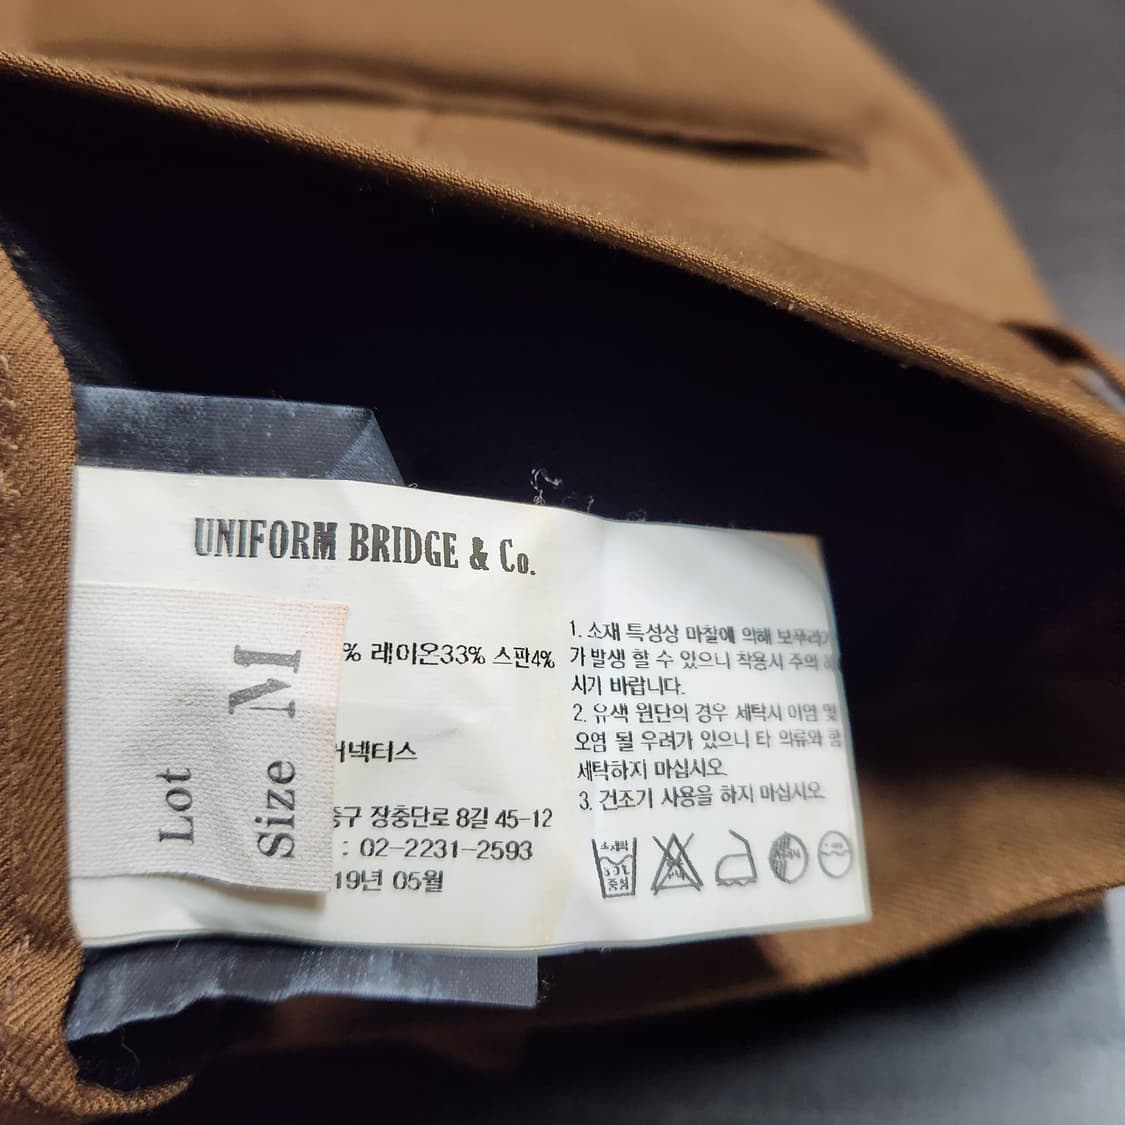 UNIFORM BRIDGE & Co.
% 레이온33% 스판4%
넥터스
구 장충단로 8길 45-12
: 02-2231-2593
19년 05월
Lot
Size M
1. 소재 특성상 마찰에 의해 보푸라기
가 발생 할 수 있으니 착용시 주의 하
시기 바랍니다.
2. 유색 원단의 경우 세탁시 이염 및
오염 될 우려가 있으니 타 의류와 함
세탁하지 마십시오
3. 건조기 사용을 하지 마십시오
손세탁
30℃
중성